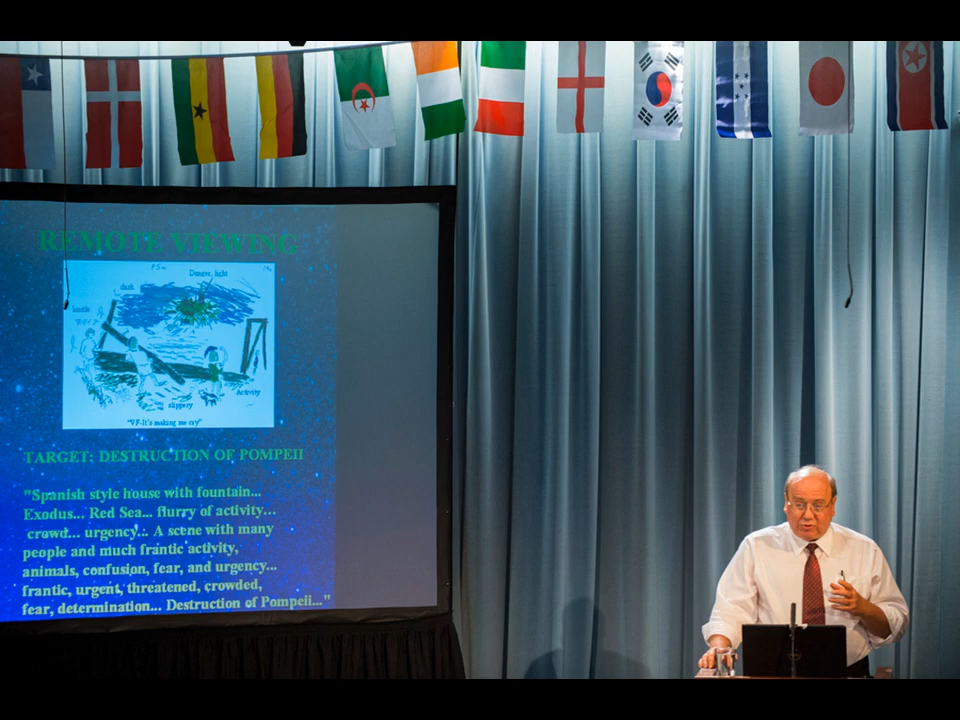 REMOTE VIEWING
Danger, light
dusk
hustle
Activity
slippery
"VF-It's making me cry"
TARGET: DESTRUCTION OF POMPEII
"Spanish style house with fountain...
Exodus... Red Sea... flurry of activity...
crowd... urgency... A scene with many
people and much frantic activity,
animals, confusion, fear, and urgency...
frantic, urgent, threatened, crowded,
fear, determination... Destruction of Pompeii..."